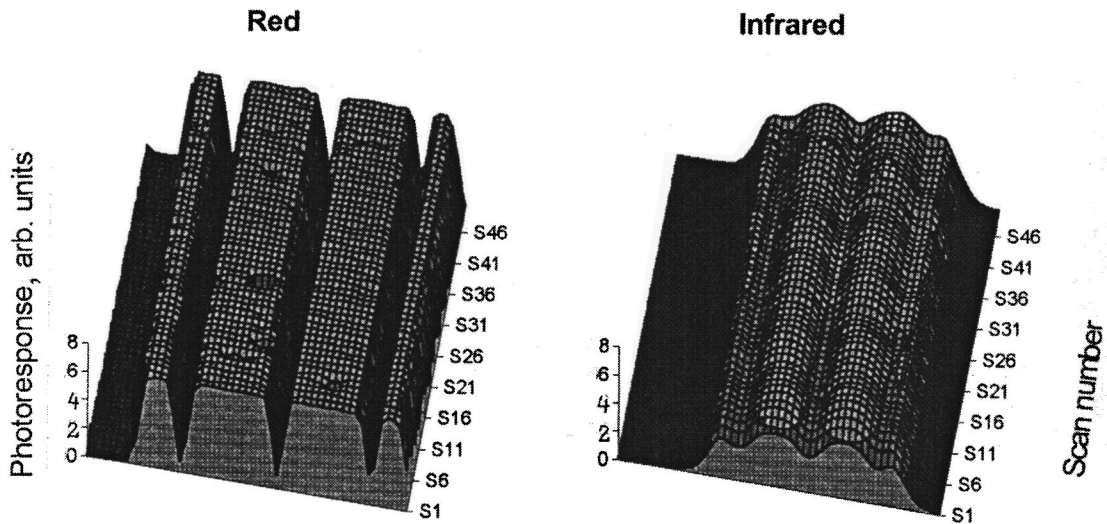 Red
Infrared
Photoresponse, arb. units
8
6
4
2
0
S46
S41
S36
S31
S26
S21
S16
S11
S6
S1
8
6
4
2
0
S46
S41
S36
S31
S26
S21
S16
S11
S6
S1
Scan number